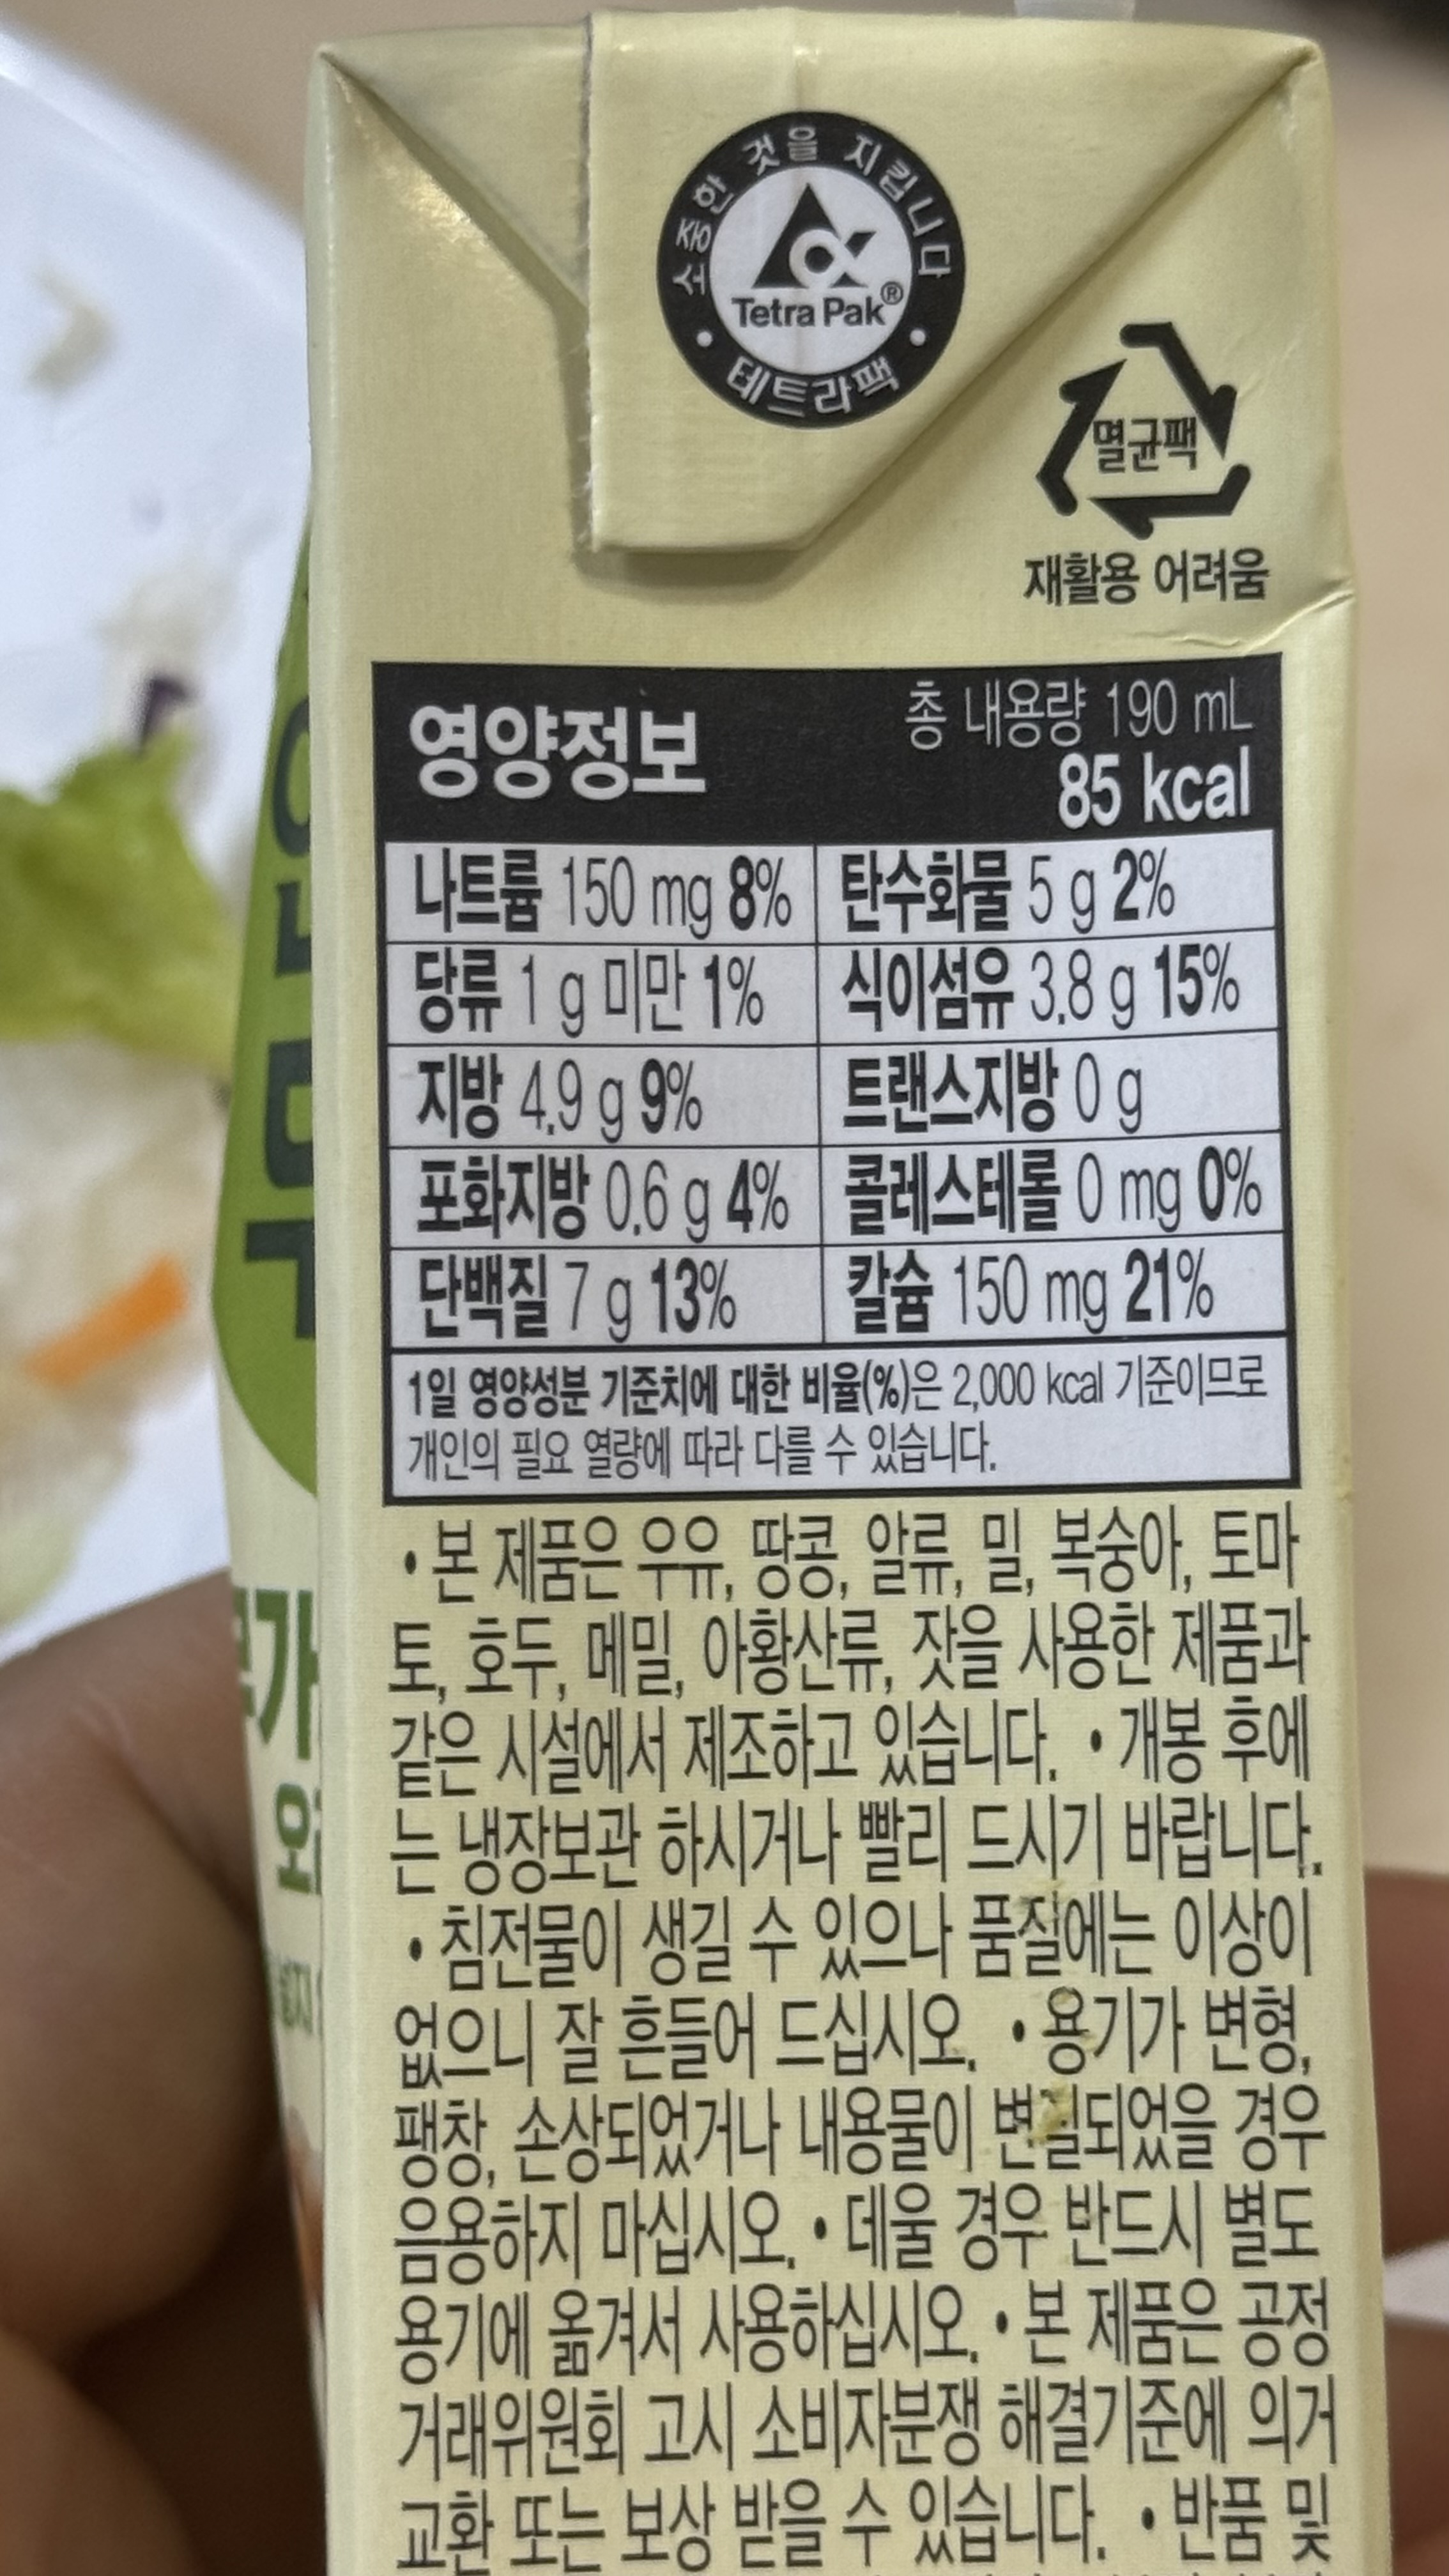 소중한 것을 지킵니다
Tetra Pak®
테트라팩
멸균팩
재활용 어려움
영양정보
총 내용량 190 mL
85 kcal
나트륨 150 mg 8% 탄수화물 5 g 2%
당류 1 g 미만 1% 식이섬유 3.8 g 15%
지방 4.9 g 9% 트랜스지방 0 g
포화지방 0.6 g 4% 콜레스테롤 0 mg 0%
단백질 7 g 13% 칼슘 150 mg 21%
1일 영양성분 기준치에 대한 비율(%)은 2,000 kcal 기준이므로
개인의 필요 열량에 따라 다를 수 있습니다.
• 본 제품은 우유, 땅콩, 알류, 밀, 복숭아, 토마
토, 호두, 메밀, 아황산류, 잣을 사용한 제품과
같은 시설에서 제조하고 있습니다. • 개봉 후에
는 냉장보관 하시거나 빨리 드시기 바랍니다.
• 침전물이 생길 수 있으나 품질에는 이상이
없으니 잘 흔들어 드십시오. • 용기가 변형,
팽창, 손상되었거나 내용물이 변질되었을 경우
음용하지 마십시오. • 데울 경우 반드시 별도
용기에 옮겨서 사용하십시오. • 본 제품은 공정
거래위원회 고시 소비자분쟁 해결기준에 의거
교환 또는 보상 받을 수 있습니다. • 반품 및